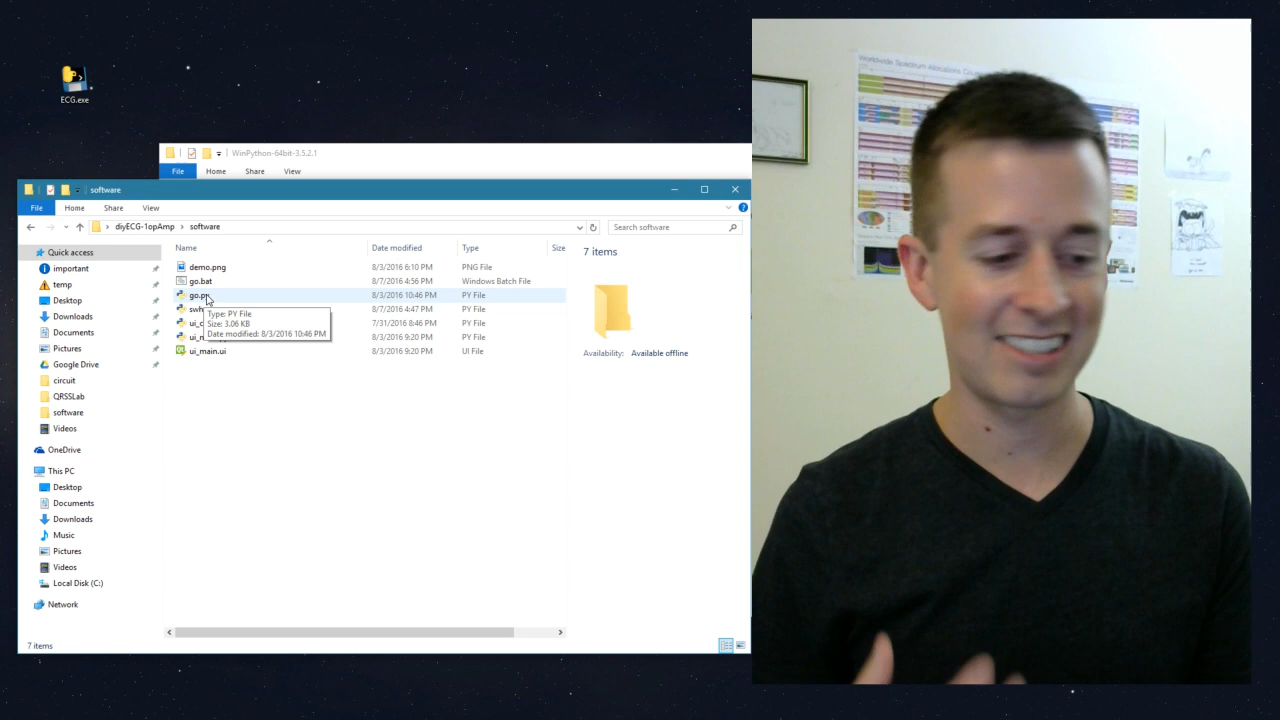 ECG.exe
WinPython-64bit-3.5.2.1
File Home Share View
software
File Home Share View
diyECG-1opAmp software Search software
Quick access
important
temp
Desktop
Downloads
Documents
Pictures
Google Drive
circuit
QRSSLab
software
Videos
OneDrive
This PC
Desktop
Documents
Downloads
Music
Pictures
Videos
Local Disk (C:)
Network
Name Date modified Type Size
demo.png 8/3/2016 6:10 PM PNG File
go.bat 8/7/2016 4:56 PM Windows Batch File
8/3/2016 10:46 PM PY File
8/7/2016 4:47 PM PY File
7/31/2016 8:46 PM PY File
8/3/2016 9:20 PM PY File
ui_main.ui 8/3/2016 9:20 PM UI File
Type: PY File
Size: 3.06 KB
Date modified: 8/3/2016 10:46 PM
7 items
Availability: Available offline
7 items
Worldwide Spectrum Allocations